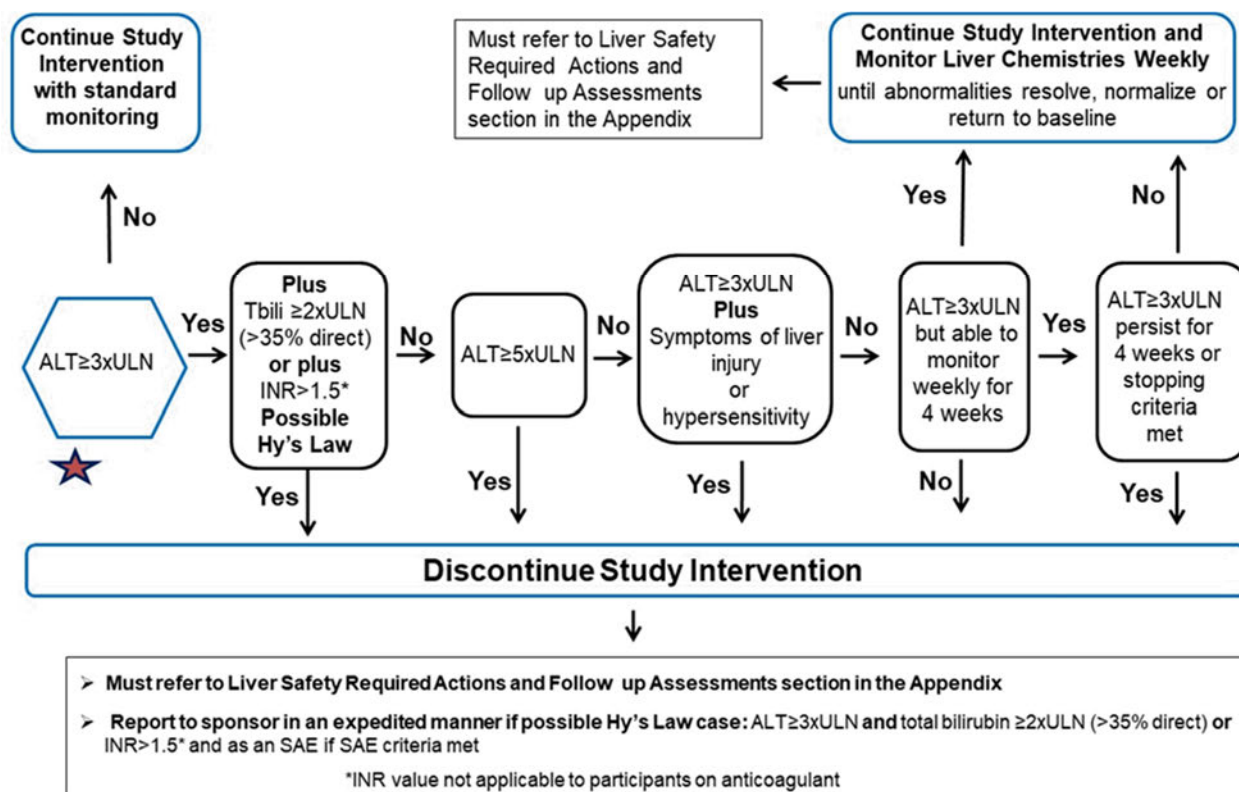 Continue Study
Intervention
with standard
monitoring
Must refer to Liver Safety
Required Actions and
Follow up Assessments
section in the Appendix
Continue Study Intervention and
Monitor Liver Chemistries Weekly
until abnormalities resolve, normalize or
return to baseline
No
Yes
No
ALT≥3xULN
Yes
Plus
Tbili ≥2xULN
(>35% direct)
or plus
INR>1.5*
Possible
Hy's Law
No
ALT≥5xULN
No
ALT≥3xULN
Plus
Symptoms of liver
injury
or
hypersensitivity
No
ALT≥3xULN
but able to
monitor
weekly for
4 weeks
Yes
ALT≥3xULN
persist for
4 weeks or
stopping
criteria
met
Yes
Yes
Yes
No
Yes
Discontinue Study Intervention
➢ Must refer to Liver Safety Required Actions and Follow up Assessments section in the Appendix
➢ Report to sponsor in an expedited manner if possible Hy's Law case: ALT≥3xULN and total bilirubin ≥2xULN (>35% direct) or
INR>1.5* and as an SAE if SAE criteria met
*INR value not applicable to participants on anticoagulant